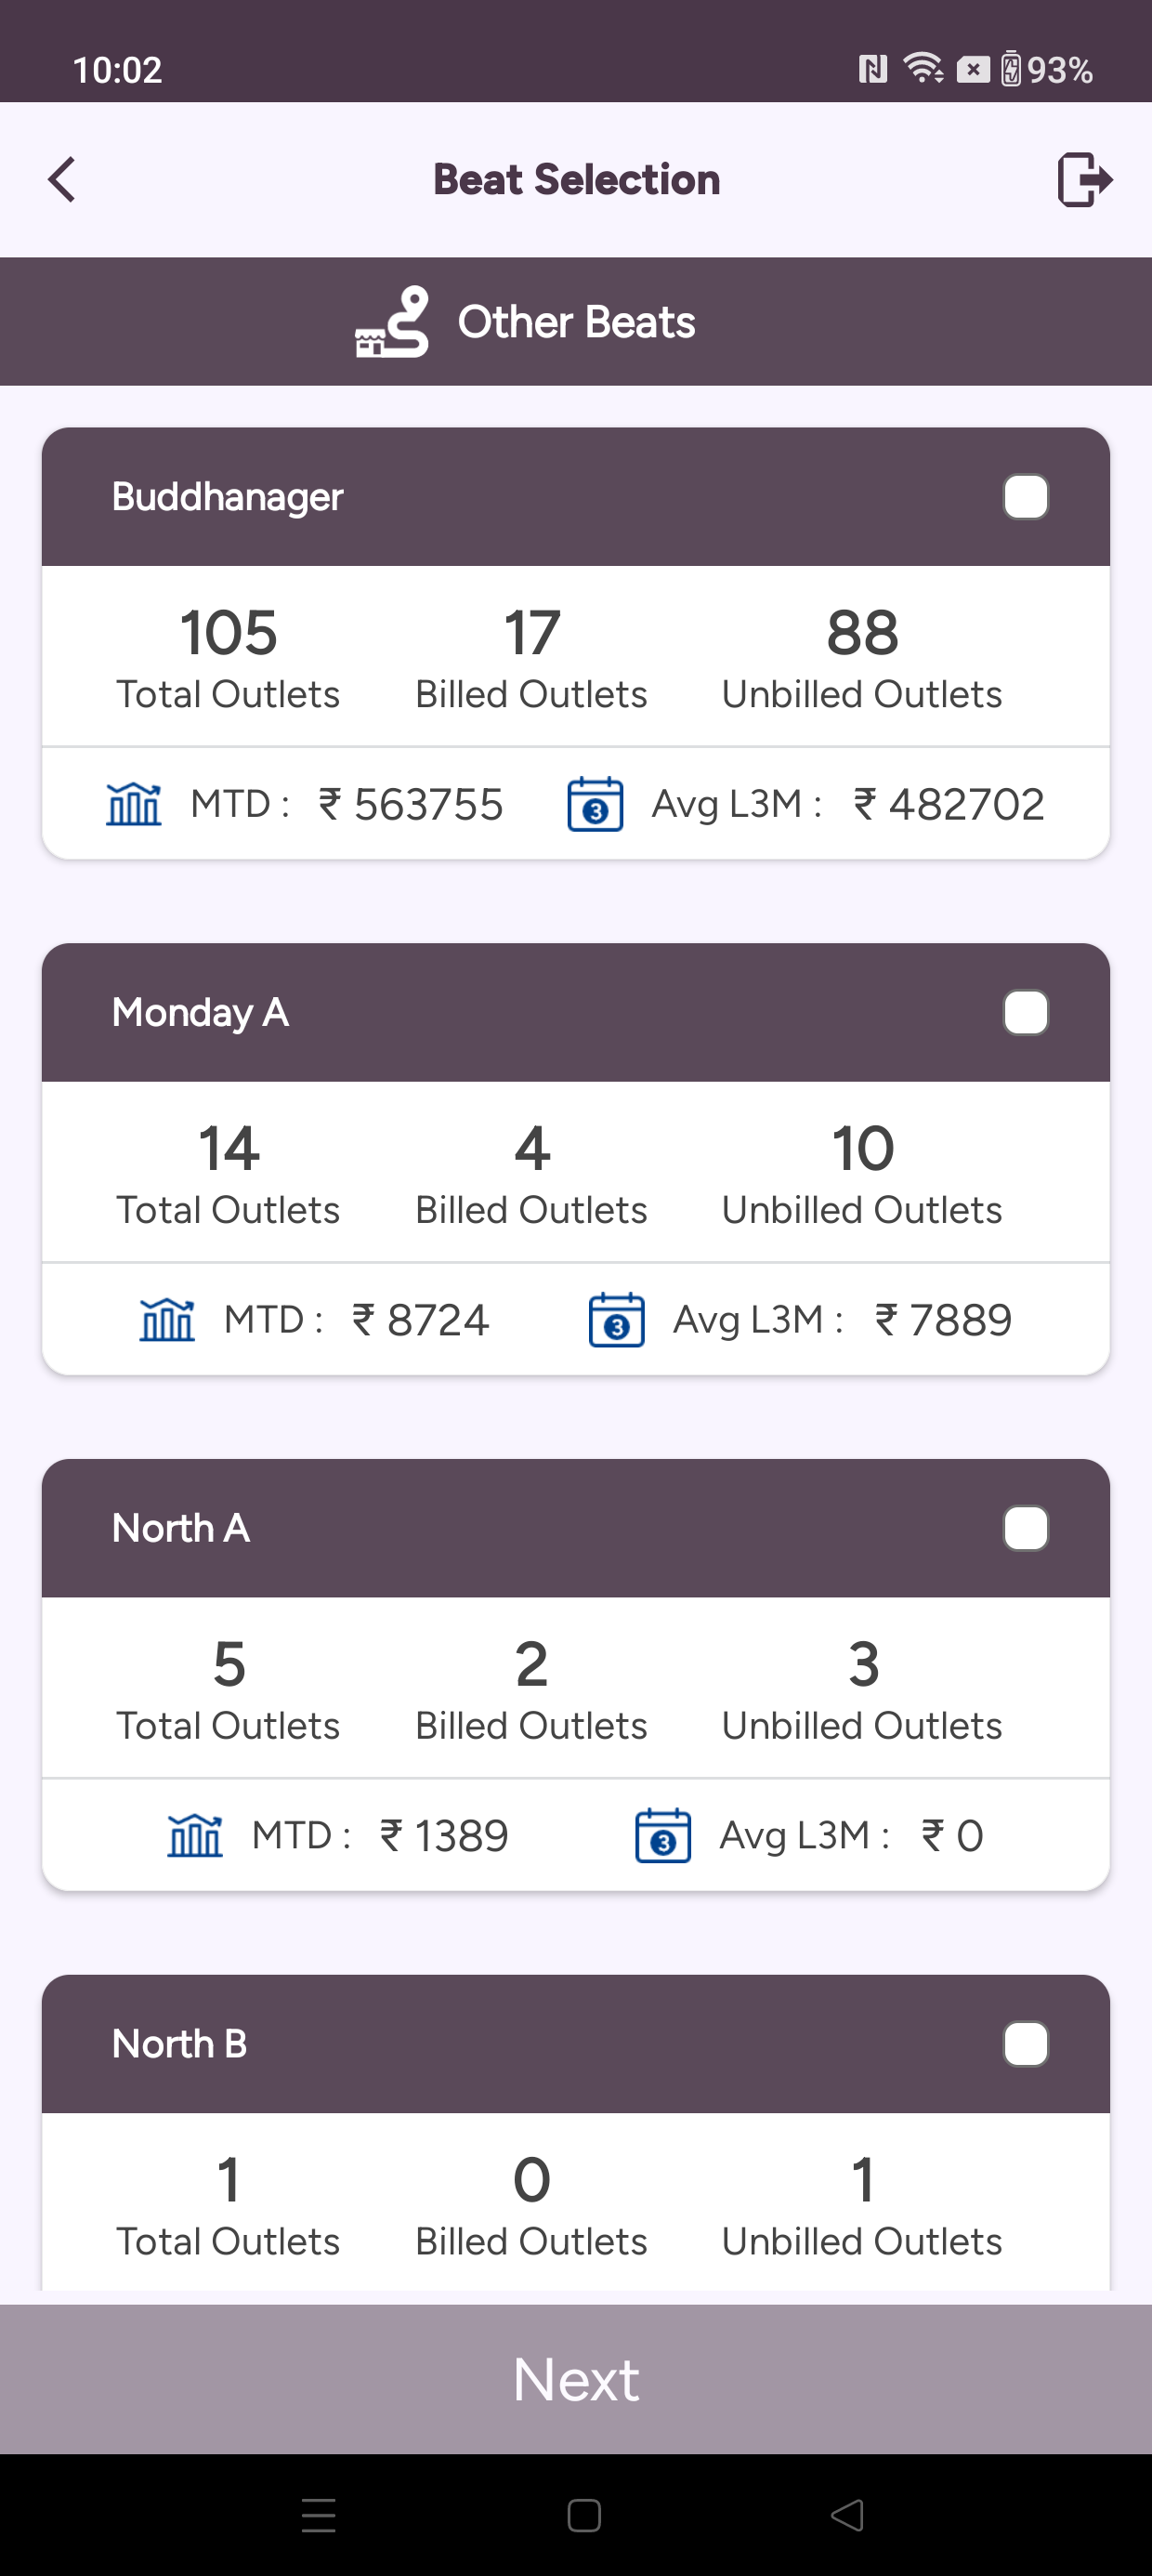 10:02
93%
Beat Selection
Other Beats
Buddhanager
105 17 88
Total Outlets Billed Outlets Unbilled Outlets
MTD : ₹ 563755 3 Avg L3M : ₹ 482702
Monday A
14 4 10
Total Outlets Billed Outlets Unbilled Outlets
MTD : ₹ 8724 3 Avg L3M : ₹ 7889
North A
5 2 3
Total Outlets Billed Outlets Unbilled Outlets
MTD : ₹ 1389 3 Avg L3M : ₹ 0
North B
1 0 1
Total Outlets Billed Outlets Unbilled Outlets
Next